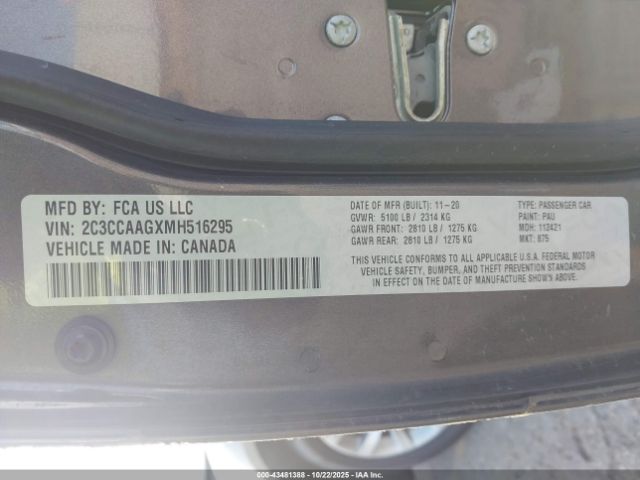 MFD BY: FCA US LLC
VIN: 2C3CCAAGXMH516295
VEHICLE MADE IN: CANADA
DATE OF MFR (BUILT): 11-20
GVWR: 5100 LB / 2314 KG
GAWR FRONT: 2810 LB / 1275 KG
GAWR REAR: 2810 LB / 1275 KG
TYPE: PASSENGER CAR
PAINT: PAU
MDH: 112421
MKT: 875
THIS VEHICLE CONFORMS TO ALL APPLICABLE U.S.A. FEDERAL MOTOR
VEHICLE SAFETY, BUMPER, AND THEFT PREVENTION STANDARDS
IN EFFECT ON THE DATE OF MANUFACTURE SHOWN ABOVE.
000-43481388 - 10/22/2025 - IAAI.com